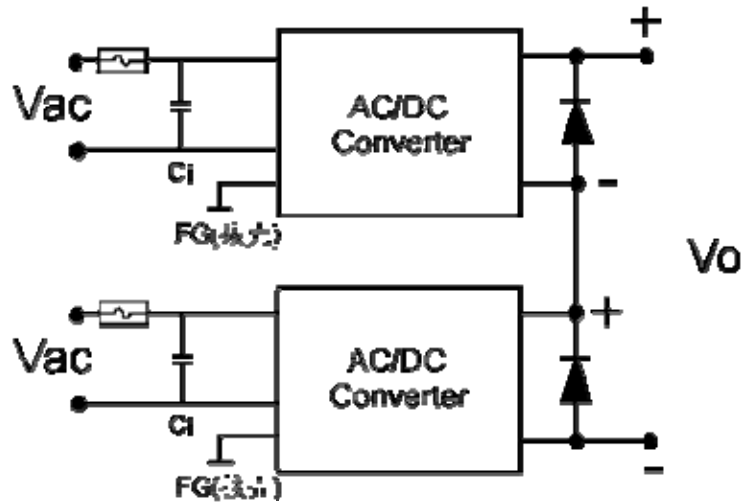 +
Vac
AC/DC
Converter
Ci
-
FG(
Vo
+
Vac
AC/DC
Converter
Ci
FG(
-